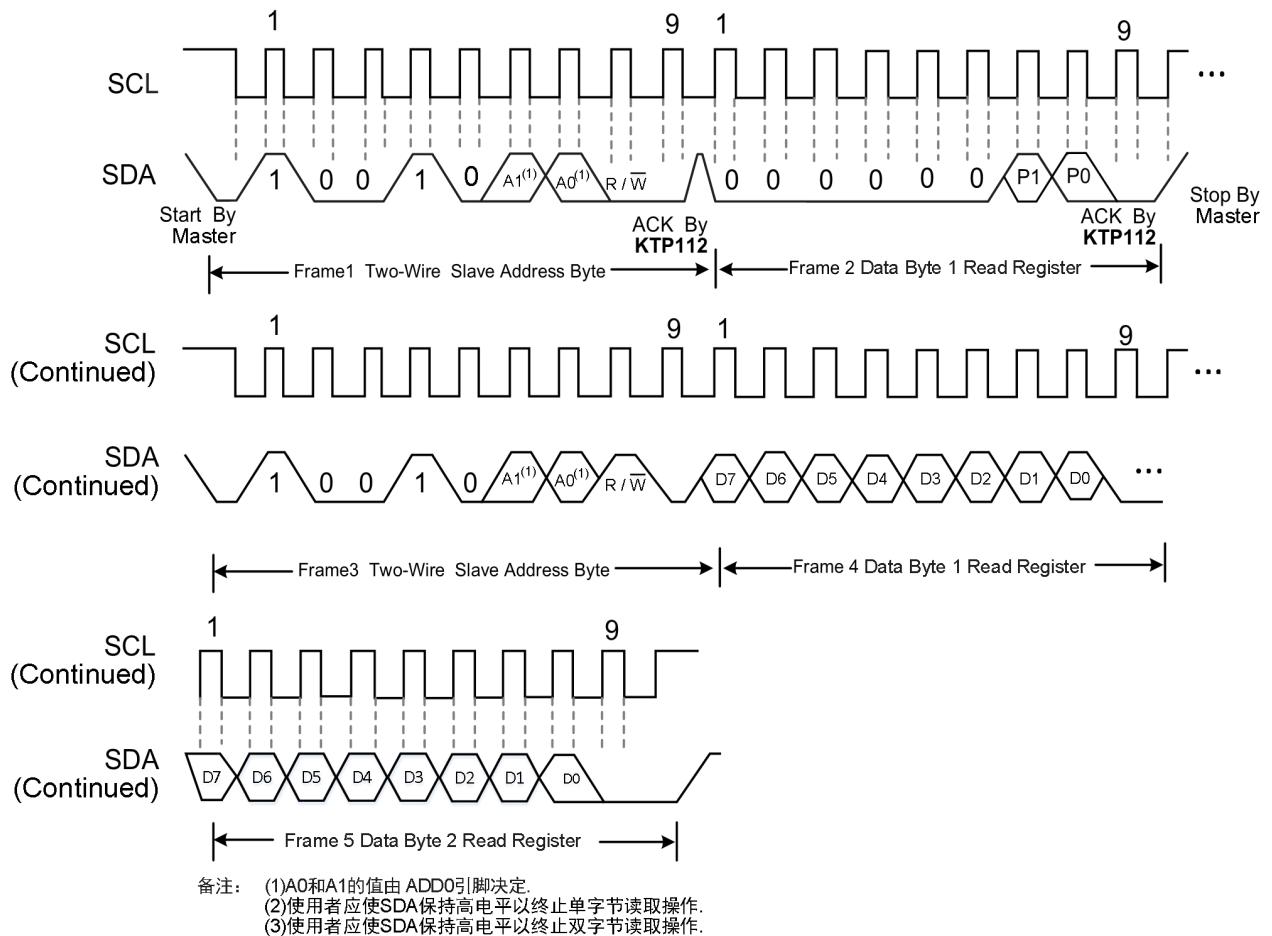 1 9 1 9
SCL ...
SDA 1 0 0 1 0 A1(1) A0(1) R / W̅ 0 0 0 0 0 0 P1 P0
Start By Master
ACK By KTP112
ACK By KTP112
Stop By Master
Frame1 Two-Wire Slave Address Byte
Frame 2 Data Byte 1 Read Register
1 9 1 9
SCL ...
(Continued)
SDA
(Continued) 1 0 0 1 0 A1(1) A0(1) R / W̅ D7 D6 D5 D4 D3 D2 D1 D0 ...
Frame3 Two-Wire Slave Address Byte
Frame 4 Data Byte 1 Read Register
1 9
SCL
(Continued)
SDA
(Continued) D7 D6 D5 D4 D3 D2 D1 D0
Frame 5 Data Byte 2 Read Register
备注： (1)A0和A1的值由 ADD0引脚决定.
(2)使用者应使SDA保持高电平以终止单字节读取操作.
(3)使用者应使SDA保持高电平以终止双字节读取操作.